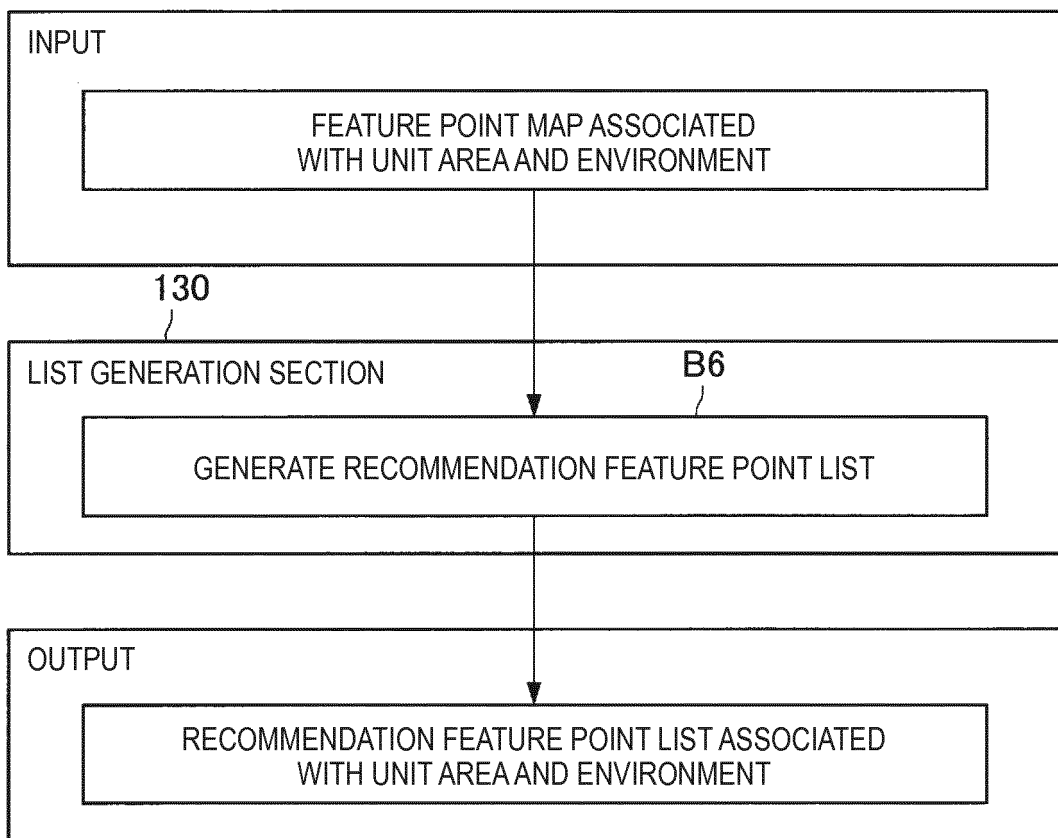 INPUT
FEATURE POINT MAP ASSOCIATED
WITH UNIT AREA AND ENVIRONMENT
130
LIST GENERATION SECTION
B6
GENERATE RECOMMENDATION FEATURE POINT LIST
OUTPUT
RECOMMENDATION FEATURE POINT LIST ASSOCIATED
WITH UNIT AREA AND ENVIRONMENT